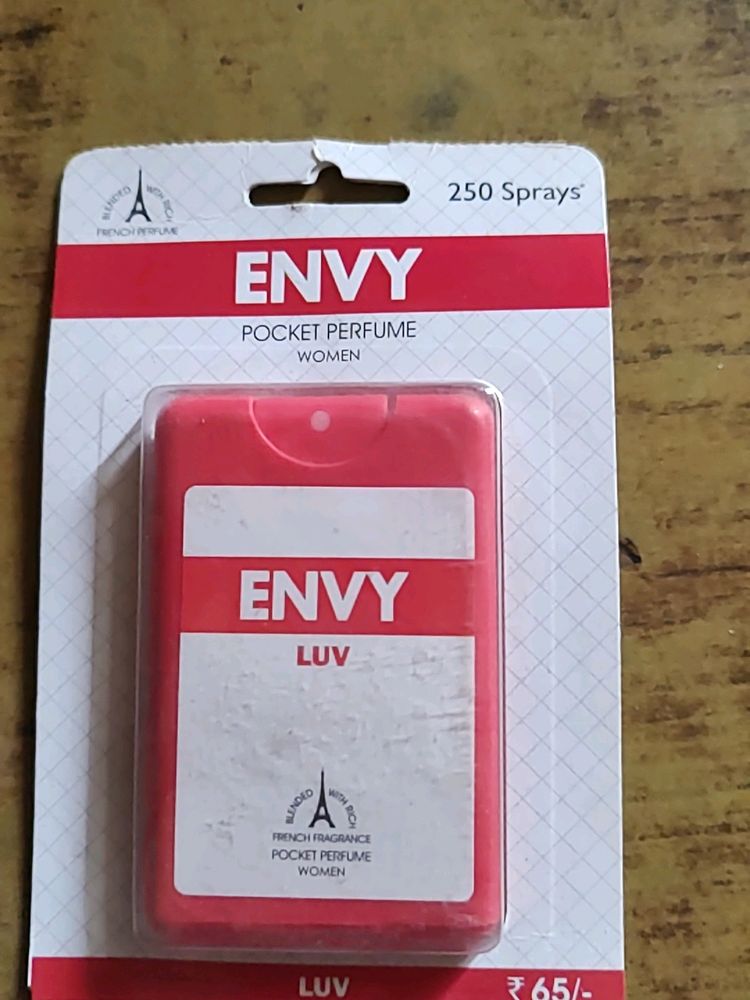 BLENDED WITH RICH
FRENCH PERFUME
250 Sprays*
ENVY
POCKET PERFUME
WOMEN
ENVY
LUV
BLENDED WITH RICH
FRENCH FRAGRANCE
POCKET PERFUME
WOMEN
LUV
₹ 65/-